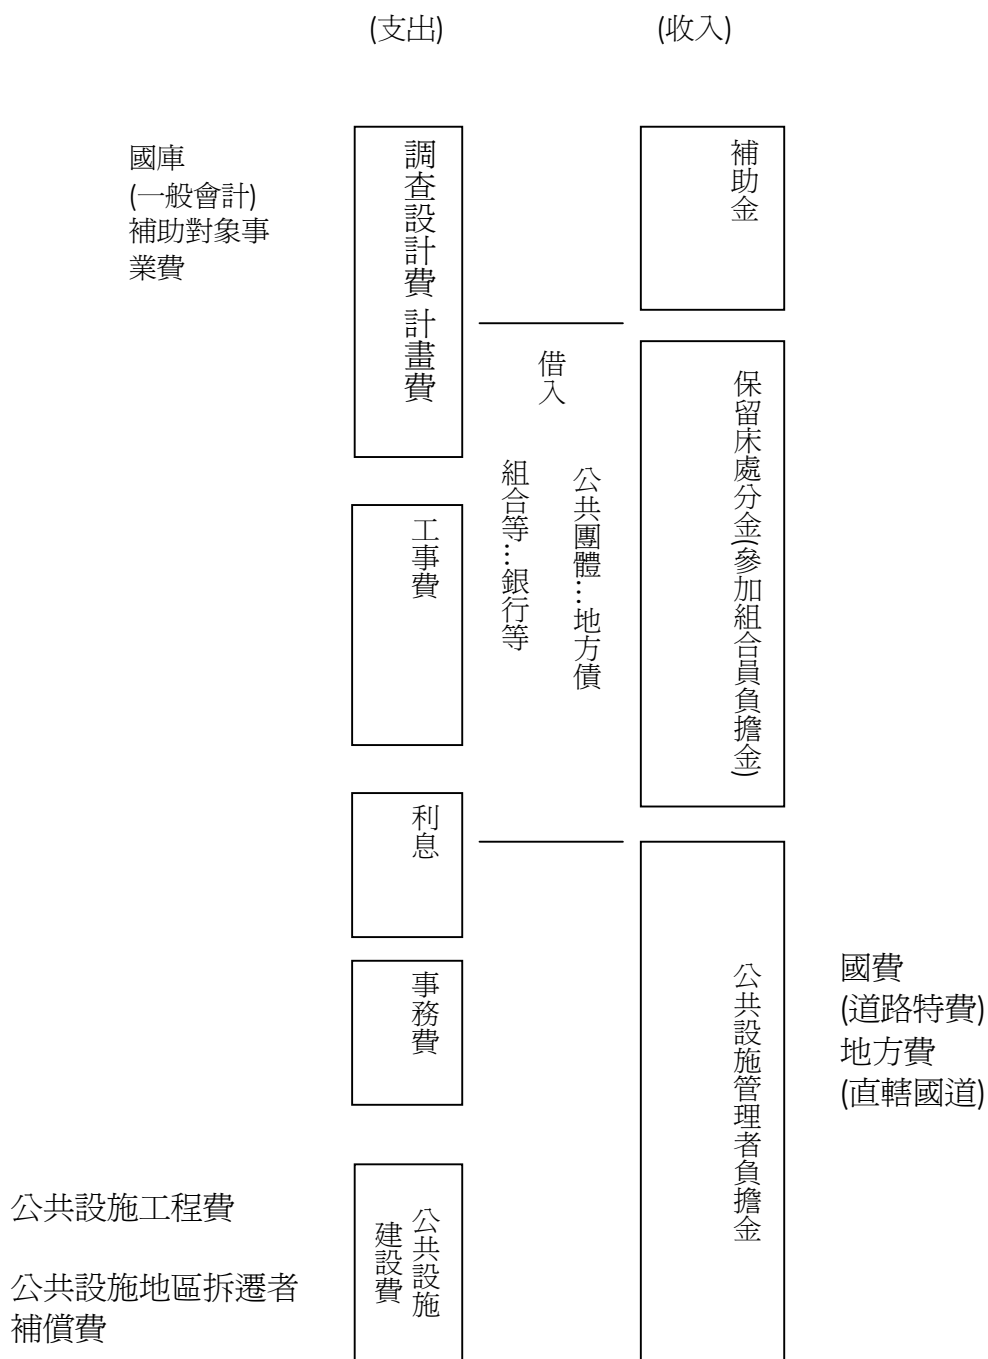 (支出)
(收入)
國庫
(一般會計)
補助對象事
業費
調查設計費 計畫費
補助金
借入
公共團體…地方債
組合等…銀行等
保留床處分金(參加組合員負擔金)
工事費
利息
事務費
公共設施管理者負擔金
國費
(道路特費)
地方費
(直轄國道)
公共設施工程費
公共設施地區拆遷者
補償費
公共設施
建設費